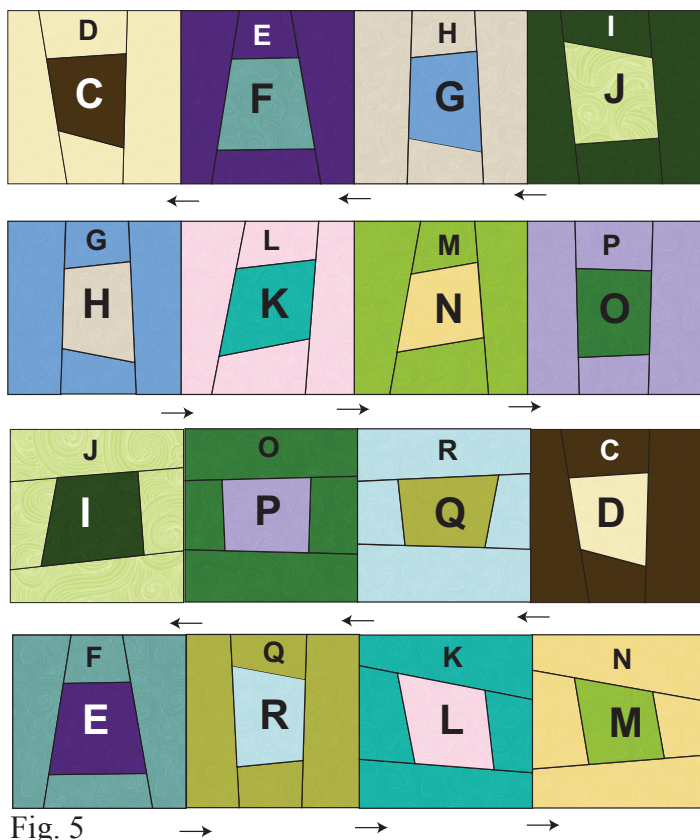 D E H I
C F G J
G L M P
H K N O
J O R C
I P Q D
F Q K N
E R L M
Fig. 5